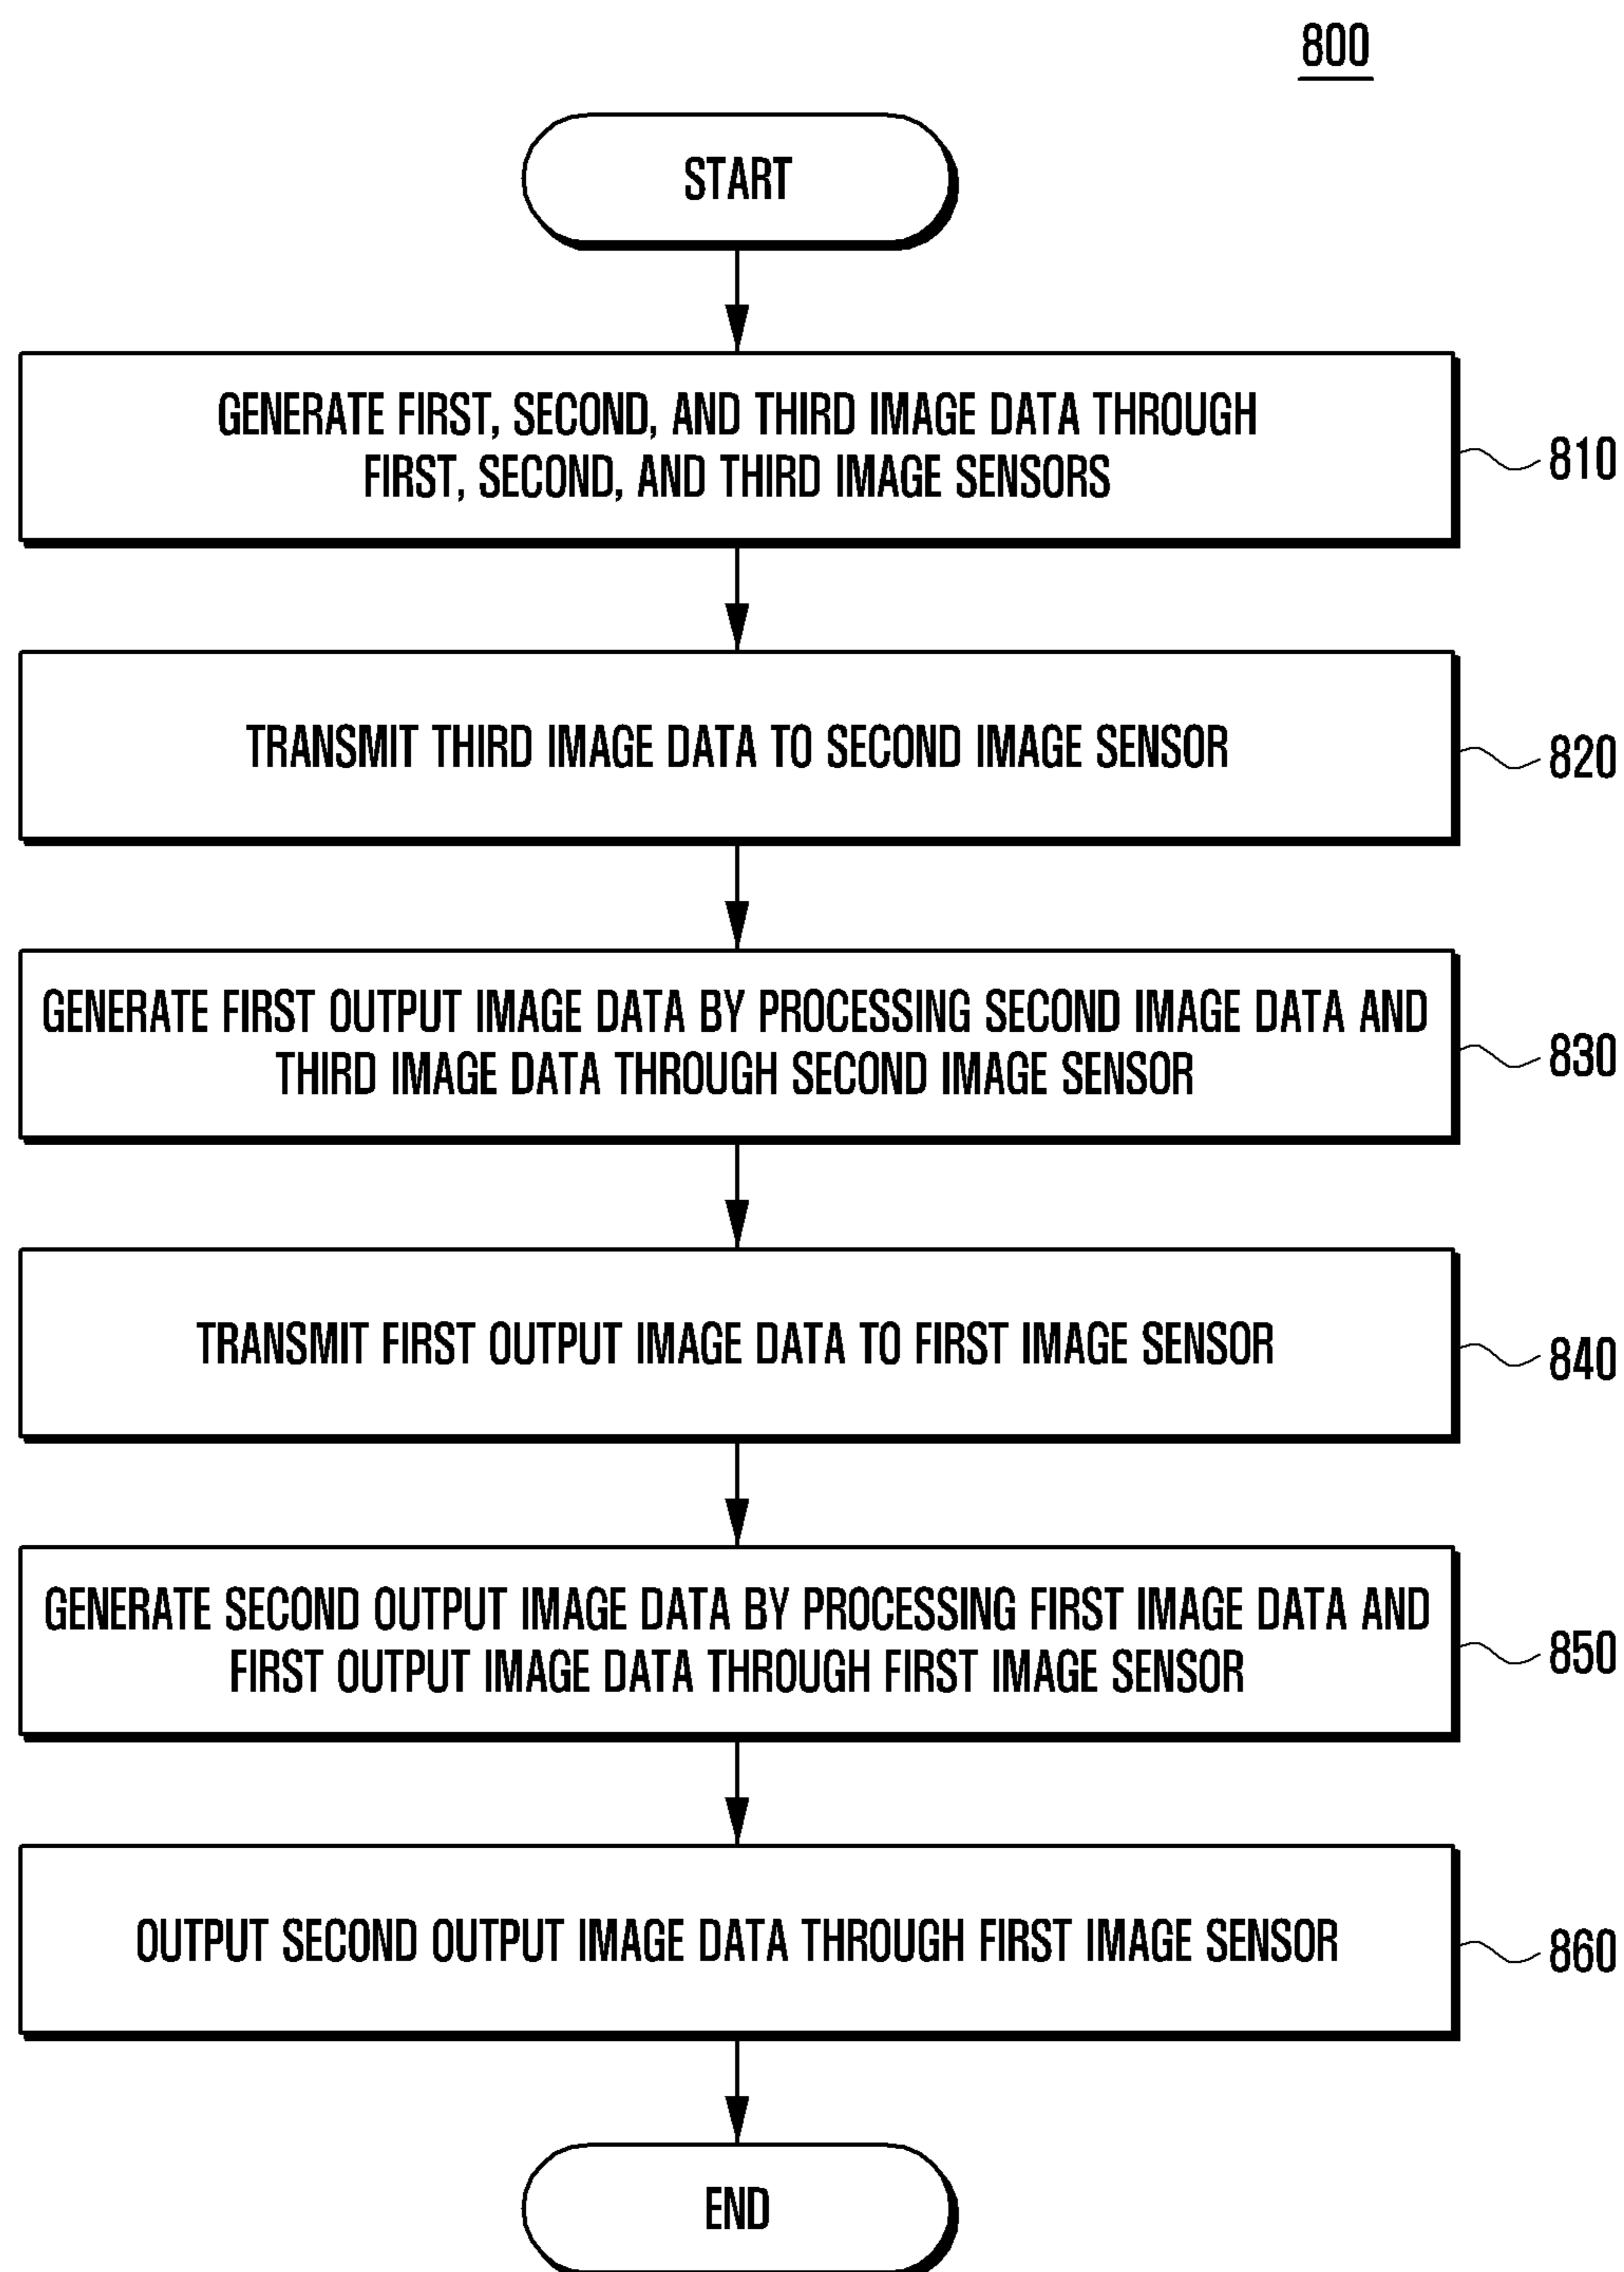 800
START
GENERATE FIRST, SECOND, AND THIRD IMAGE DATA THROUGH
FIRST, SECOND, AND THIRD IMAGE SENSORS
810
TRANSMIT THIRD IMAGE DATA TO SECOND IMAGE SENSOR
820
GENERATE FIRST OUTPUT IMAGE DATA BY PROCESSING SECOND IMAGE DATA AND
THIRD IMAGE DATA THROUGH SECOND IMAGE SENSOR
830
TRANSMIT FIRST OUTPUT IMAGE DATA TO FIRST IMAGE SENSOR
840
GENERATE SECOND OUTPUT IMAGE DATA BY PROCESSING FIRST IMAGE DATA AND
FIRST OUTPUT IMAGE DATA THROUGH FIRST IMAGE SENSOR
850
OUTPUT SECOND OUTPUT IMAGE DATA THROUGH FIRST IMAGE SENSOR
860
END